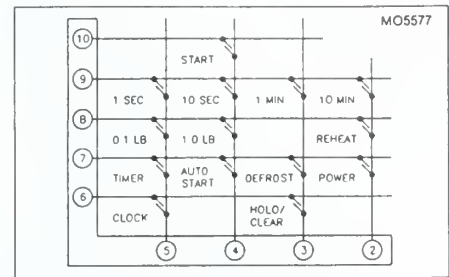 MO5577
10
START
9
1 SEC 10 SEC 1 MIN 10 MIN
8
0.1 LB 1.0 LB REHEAT
7
TIMER AUTO START DEFROST POWER
6
CLOCK HOLD/ CLEAR
5 4 3 2